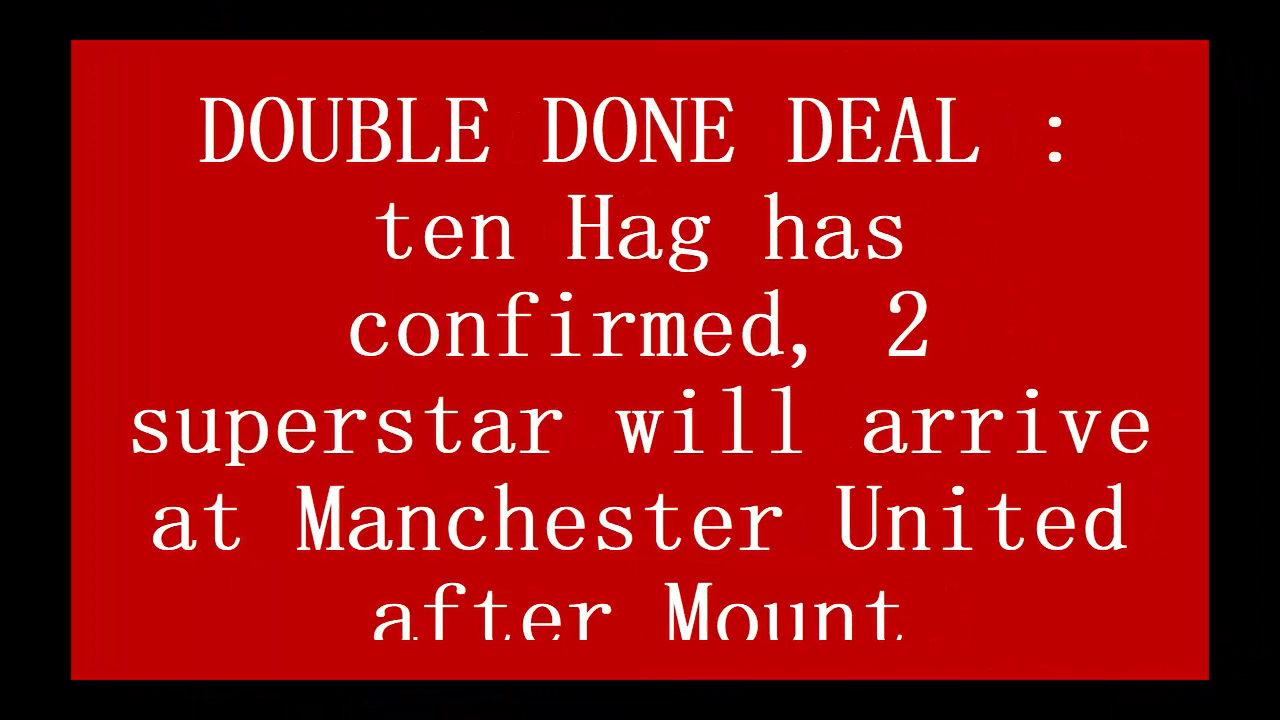 DOUBLE DONE DEAL :
ten Hag has
confirmed, 2
superstar will arrive
at Manchester United
after Mount